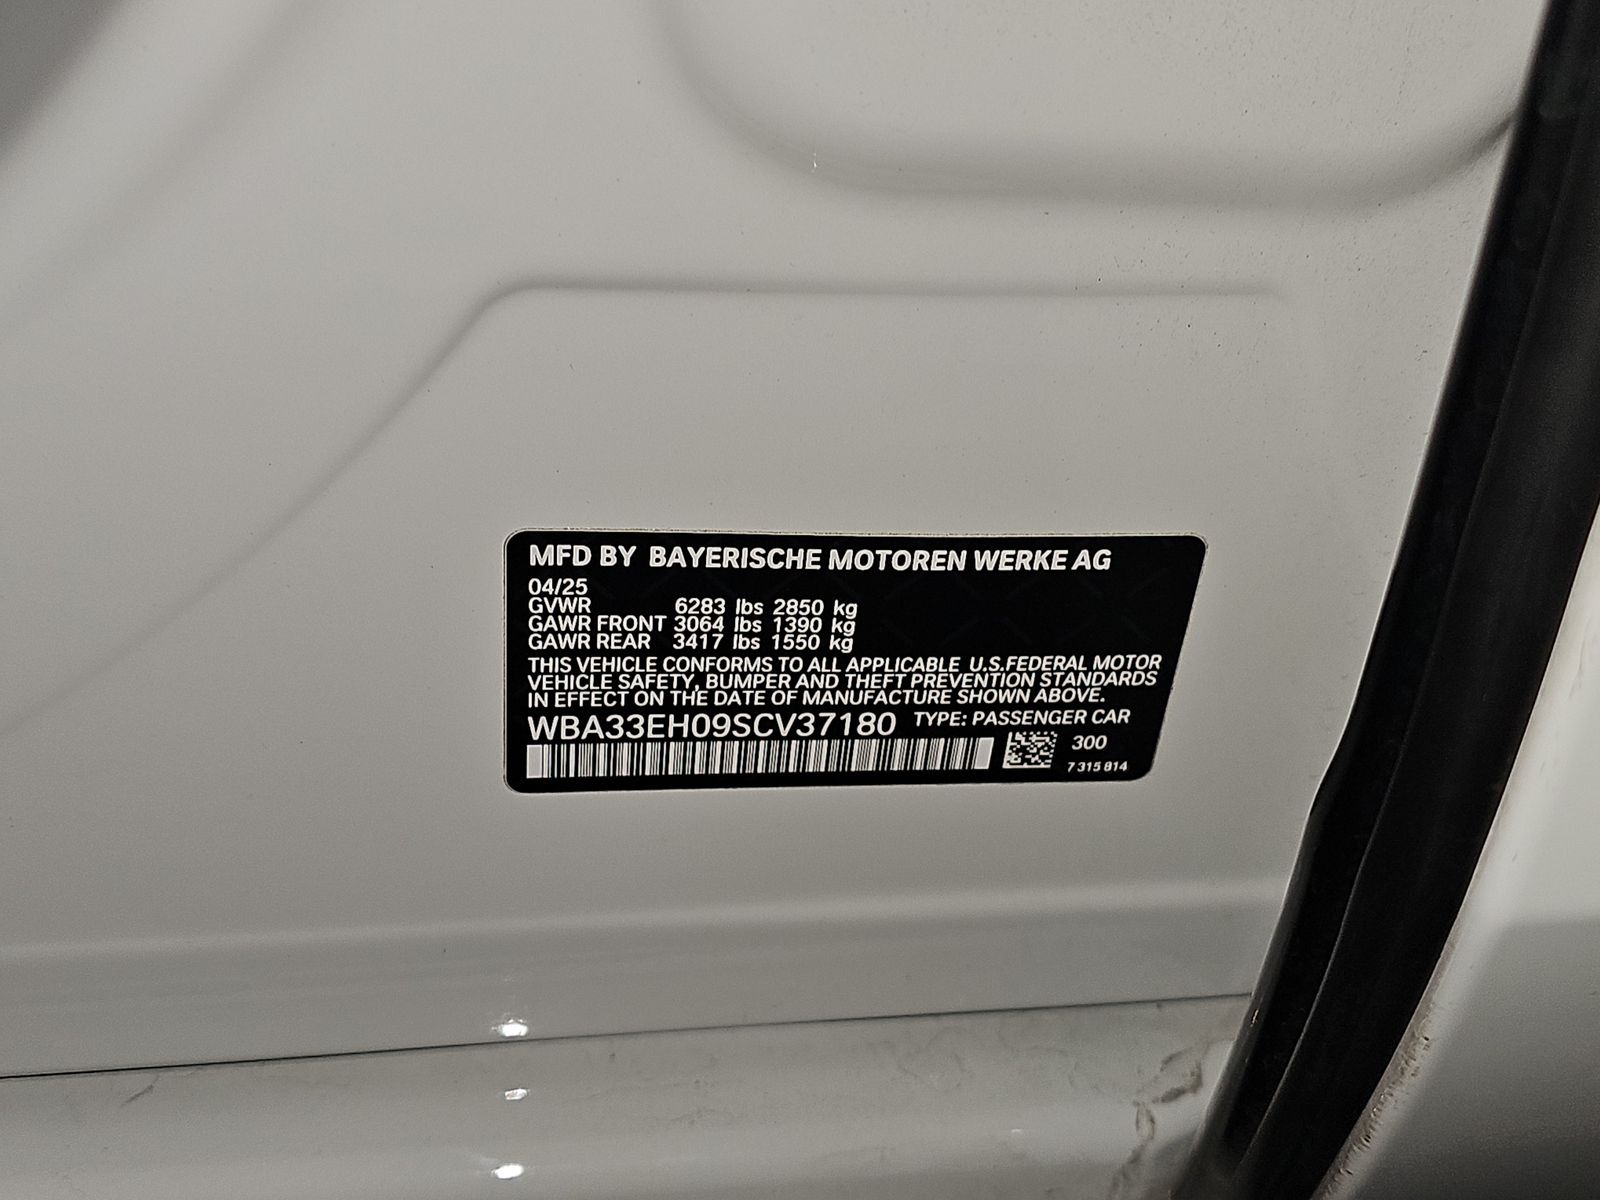 MFD BY BAYERISCHE MOTOREN WERKE AG
04/25
GVWR 6283 lbs 2850 kg
GAWR FRONT 3064 lbs 1390 kg
GAWR REAR 3417 lbs 1550 kg
THIS VEHICLE CONFORMS TO ALL APPLICABLE U.S.FEDERAL MOTOR
VEHICLE SAFETY, BUMPER AND THEFT PREVENTION STANDARDS
IN EFFECT ON THE DATE OF MANUFACTURE SHOWN ABOVE.
WBA33EH09SCV37180 TYPE: PASSENGER CAR
300
7 315 814